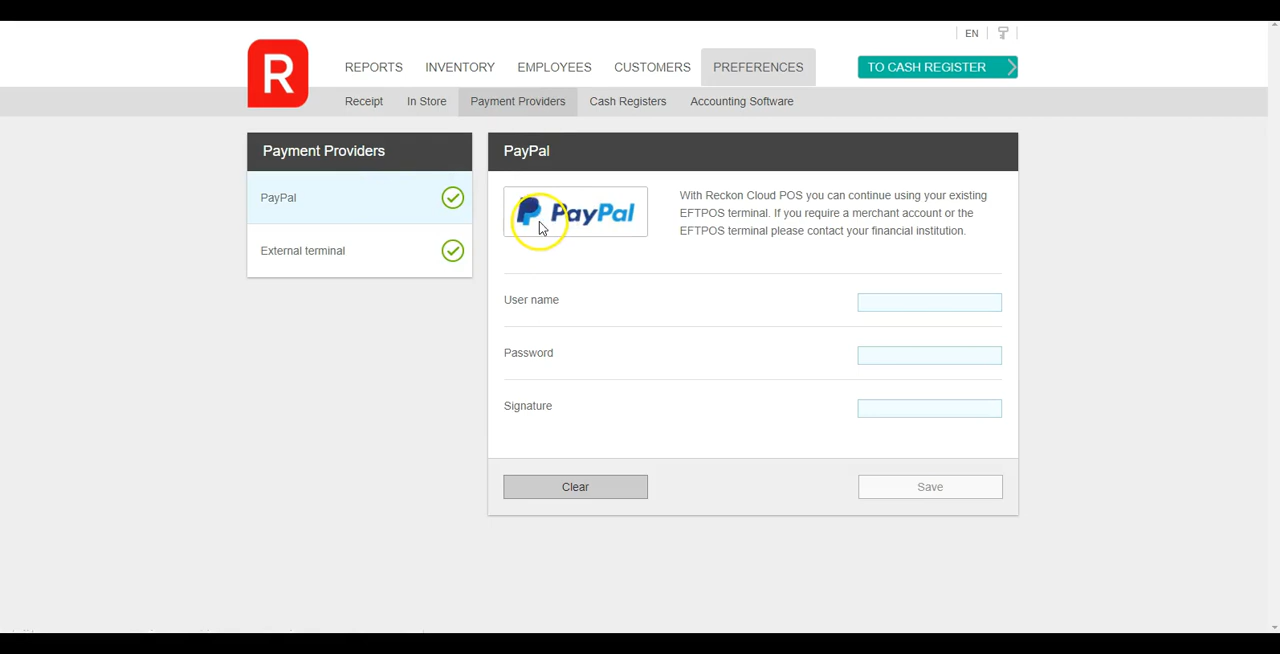 EN
R
REPORTS INVENTORY EMPLOYEES CUSTOMERS PREFERENCES TO CASH REGISTER
Receipt In Store Payment Providers Cash Registers Accounting Software
Payment Providers
PayPal
External terminal
PayPal
PayPal
With Reckon Cloud POS you can continue using your existing
EFTPOS terminal. If you require a merchant account or the
EFTPOS terminal please contact your financial institution.
User name
Password
Signature
Clear Save